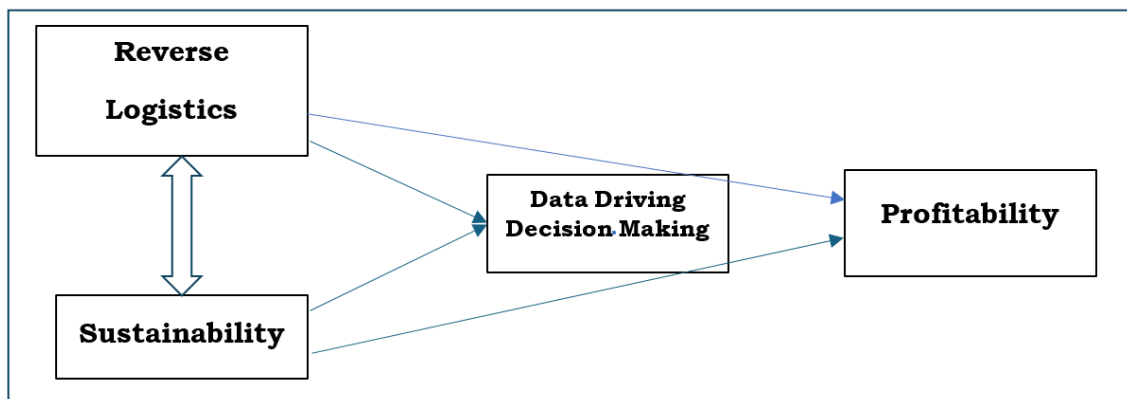 Reverse
Logistics
Data Driving
Decision.Making
Profitability
Sustainability